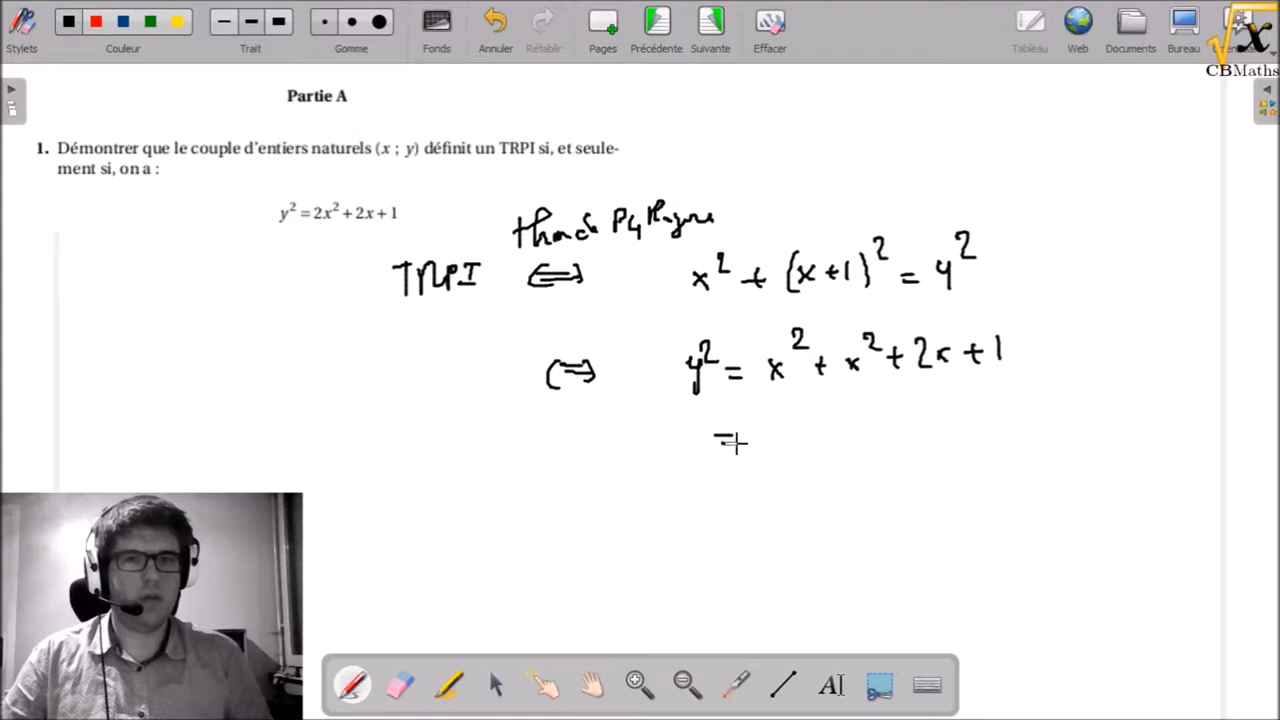 Stylets Couleur Trait Gomme Fonds Annuler Rétablir Pages Précédente Suivante Effacer Tableau Web Documents Bureau
CBMaths
Partie A
1. Démontrer que le couple d'entiers naturels (x ; y) définit un TRPI si, et seule-
ment si, on a :
y² = 2x² + 2x + 1
TRPI ⇔ x² + (x+1)² = y²
⇔ y² = x² + x² + 2x + 1
=